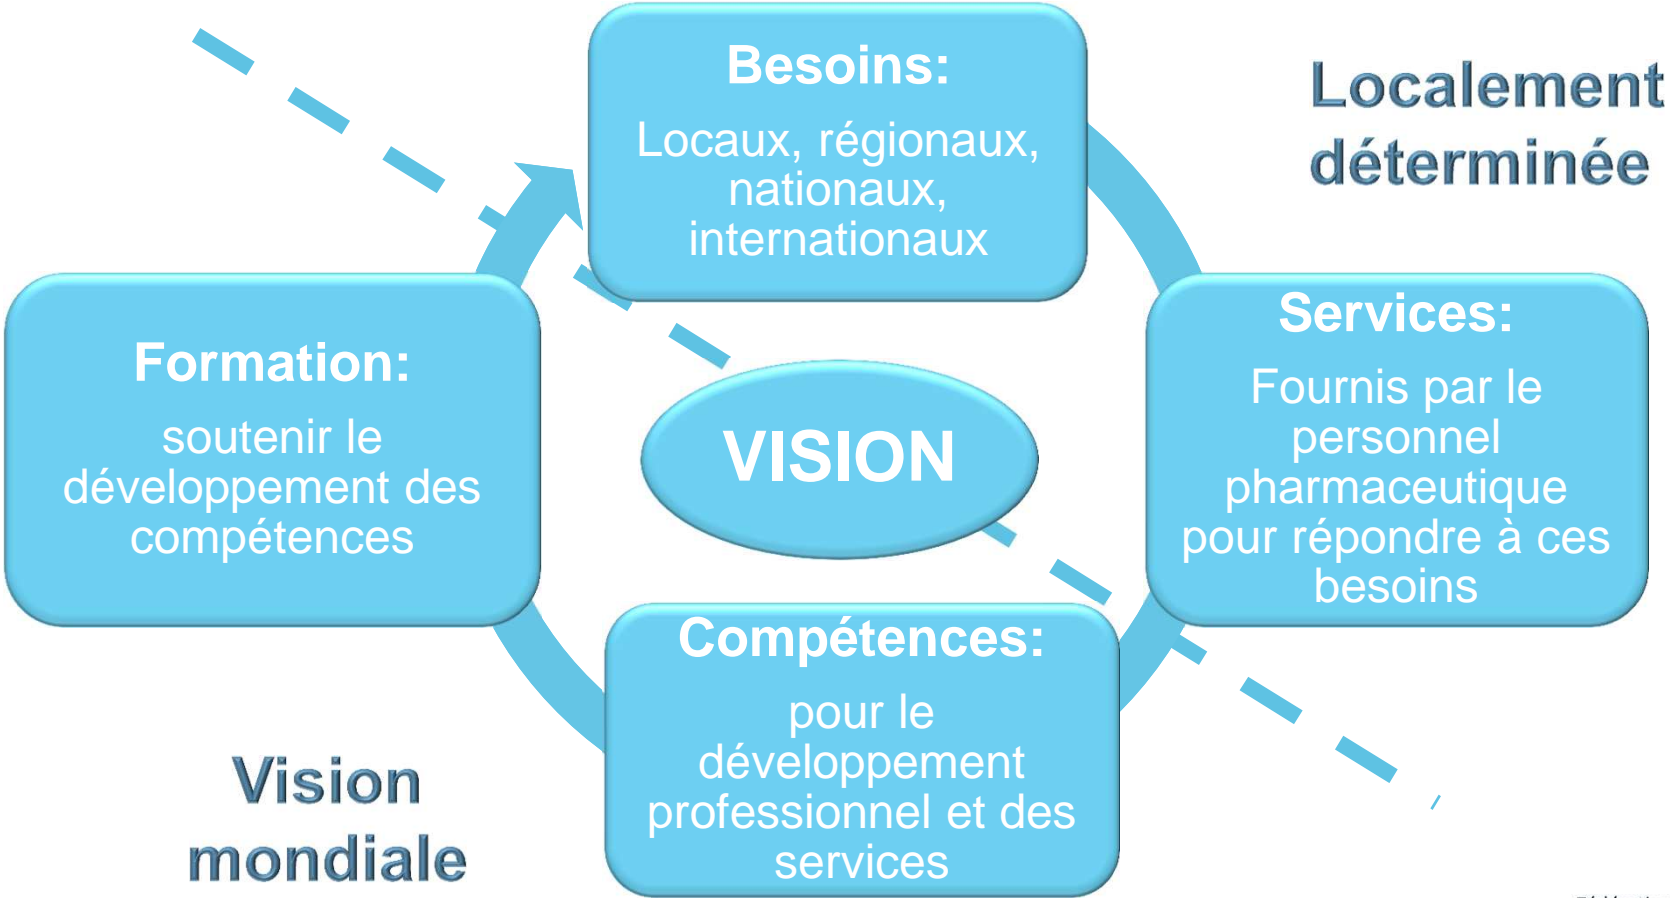 Besoins:
Locaux, régionaux,
nationaux,
internationaux
Localement
déterminée
Services:
Fournis par le
personnel
pharmaceutique
pour répondre à ces
besoins
Formation:
soutenir le
développement des
compétences
VISION
Compétences:
pour le
développement
professionnel et des
services
Vision
mondiale